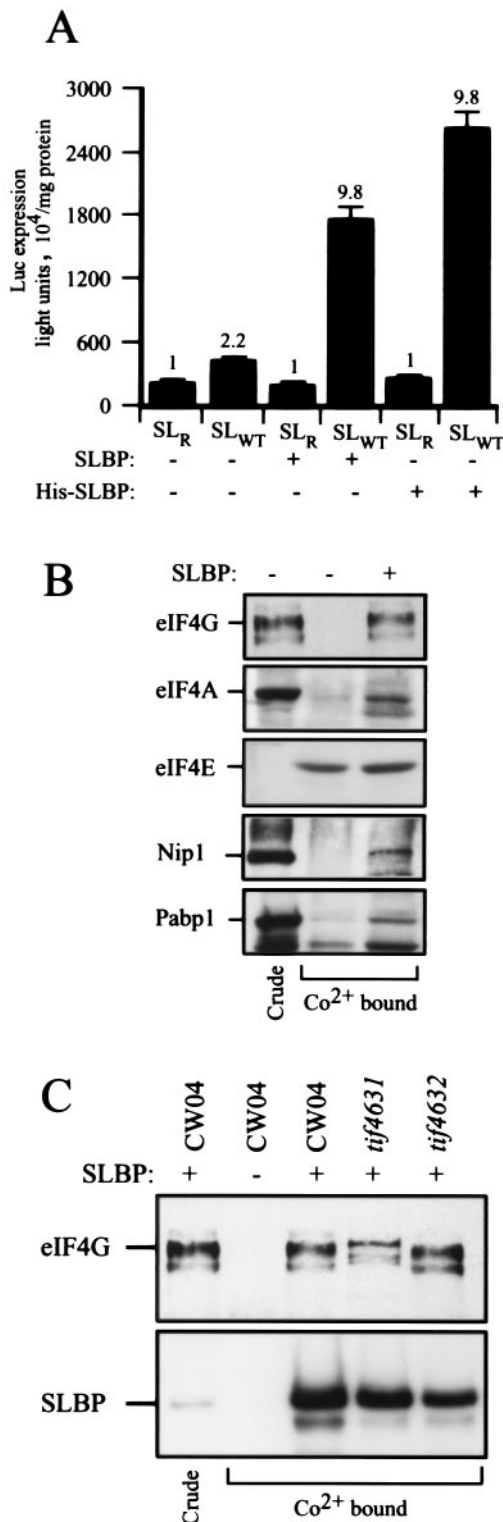 A
Luc expression
light units, 10⁴/mg protein
3000
2400
1800
1200
600
0
1
2.2
1
9.8
1
9.8
SL_R SL_WT SL_R SL_WT SL_R SL_WT
SLBP: - - + + - -
His-SLBP: - - - - + +
B
SLBP: - - +
eIF4G
eIF4A
eIF4E
Nip1
Pabp1
Crude
Co²⁺ bound
C
CW04 CW04 CW04 tif4631 tif4632
SLBP: + - + + +
eIF4G
SLBP
Crude
Co²⁺ bound